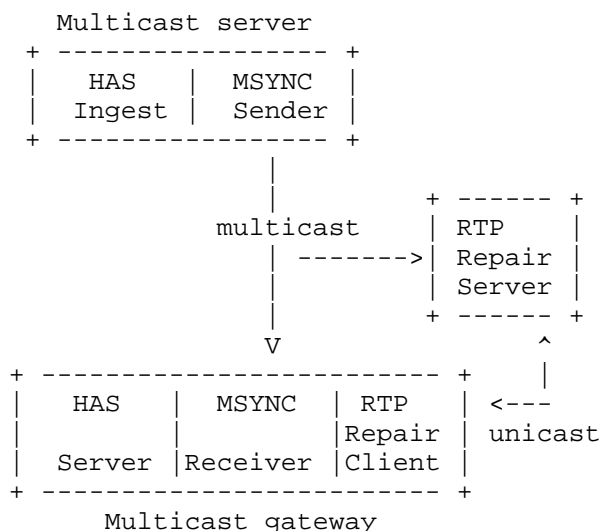 Multicast server
+ ------------------ +
| HAS | MSYNC |
| Ingest | Sender |
+ ------------------ +
|
| + ------ +
multicast | RTP |
| ------->| Repair |
| | Server |
| + ------ +
V ^
+ -------------------------- + |
| HAS | MSYNC | RTP | <---
| | |Repair | unicast
| Server |Receiver |Client |
+ -------------------------- +
Multicast gateway